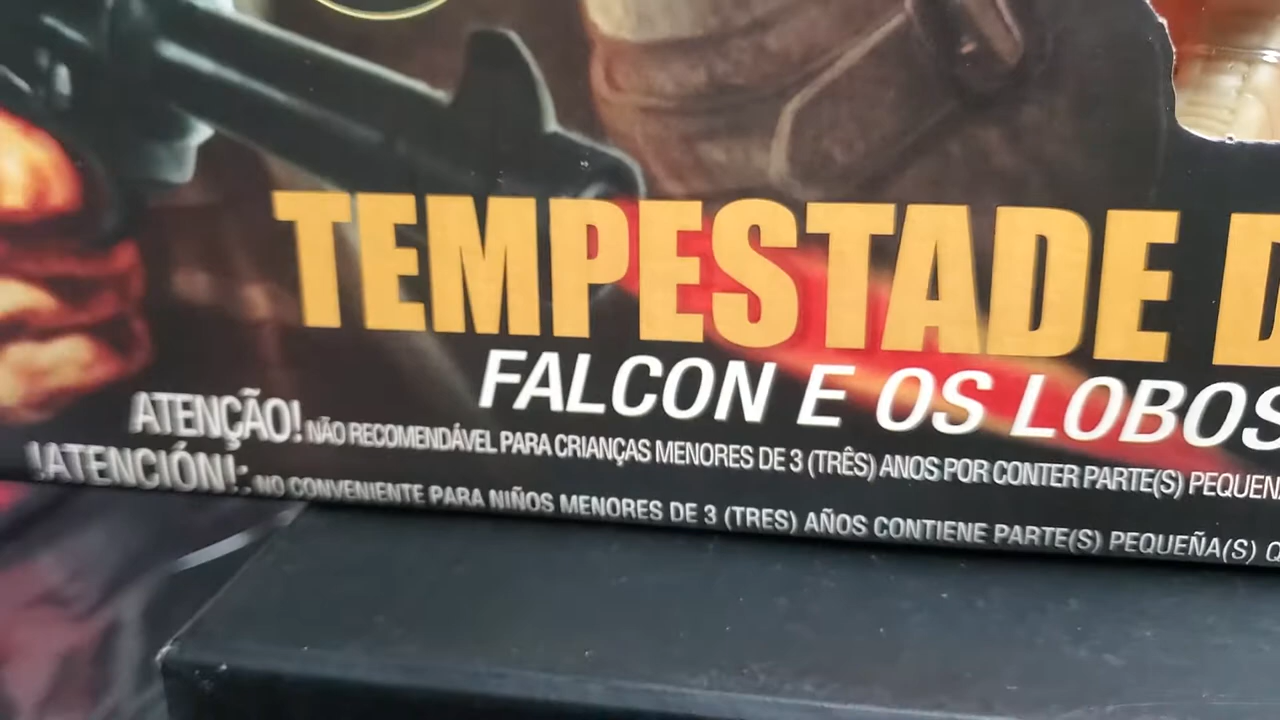 TEMPESTADE D
FALCON E OS LOBOS
ATENÇÃO! NÃO RECOMENDÁVEL PARA CRIANÇAS MENORES DE 3 (TRÊS) ANOS POR CONTER PARTE(S) PEQUEN
!ATENCIÓN!: NO CONVENIENTE PARA NIÑOS MENORES DE 3 (TRES) AÑOS CONTIENE PARTE(S) PEQUEÑA(S) Q